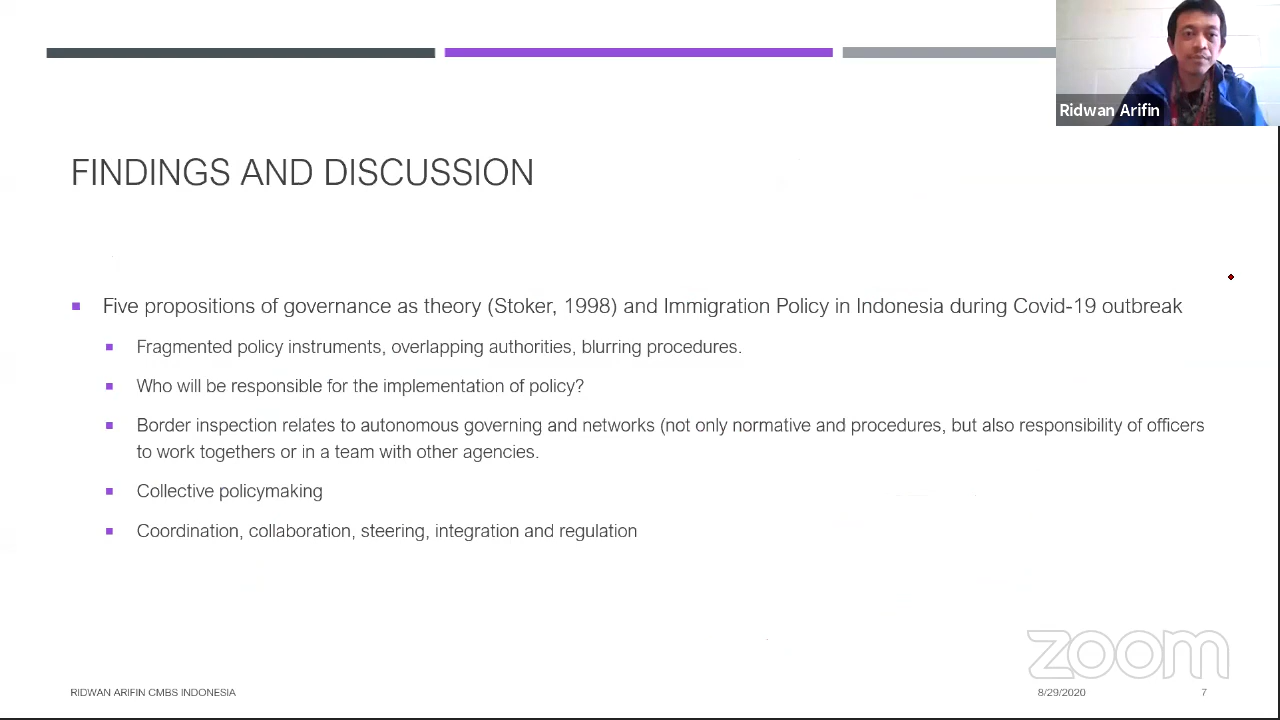 Ridwan Arifin
FINDINGS AND DISCUSSION
Five propositions of governance as theory (Stoker, 1998) and Immigration Policy in Indonesia during Covid-19 outbreak
Fragmented policy instruments, overlapping authorities, blurring procedures.
Who will be responsible for the implementation of policy?
Border inspection relates to autonomous governing and networks (not only normative and procedures, but also responsibility of officers
to work togethers or in a team with other agencies.
Collective policymaking
Coordination, collaboration, steering, integration and regulation
zoom
RIDWAN ARIFIN CMBS INDONESIA
8/29/2020
7